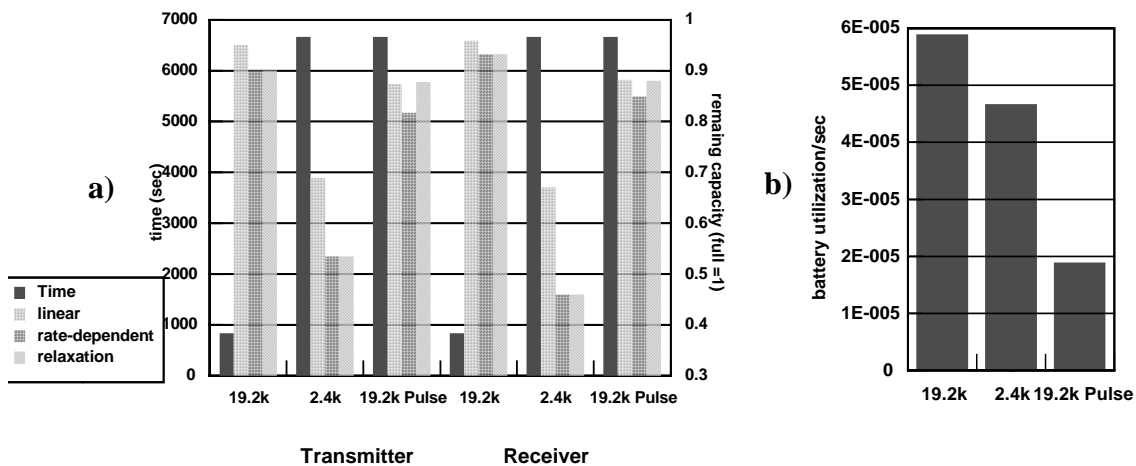 a)
time (sec)
7000
6000
5000
4000
3000
2000
1000
0
1
0.9
0.8
0.7
0.6
0.5
0.4
0.3
remaing capacity (full =1)
Time
linear
rate-dependent
relaxation
19.2k 2.4k 19.2k Pulse 19.2k 2.4k 19.2k Pulse
Transmitter Receiver
b)
battery utilization/sec
6E-005
5E-005
4E-005
3E-005
2E-005
1E-005
0
19.2k 2.4k 19.2k Pulse